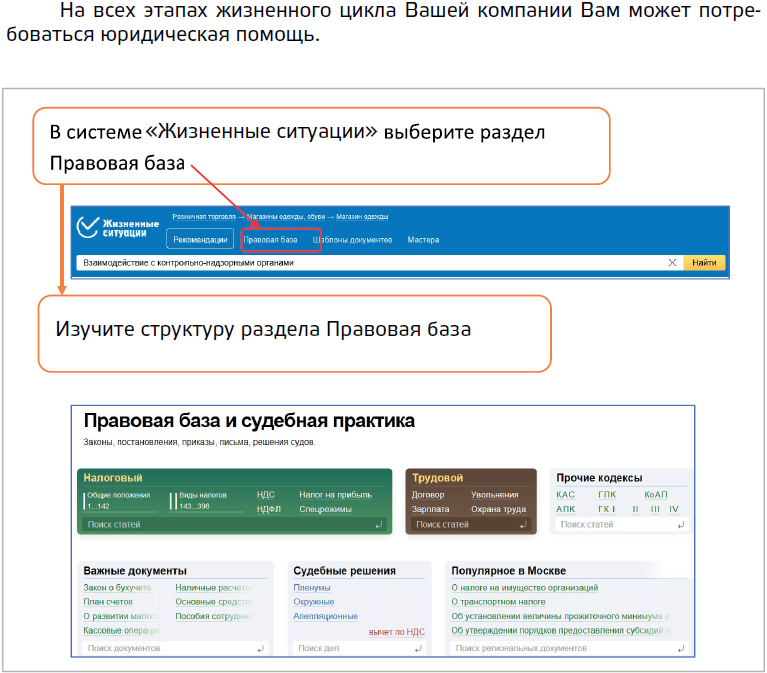 На всех этапах жизненного цикла Вашей компании Вам может потре-
боваться юридическая помощь.
В системе «Жизненные ситуации» выберите раздел
Правовая база
Жизненные
ситуации
Розничная торговля → Магазины одежды, обуви → Магазин одежды
Рекомендации Правовая база Шаблоны документов Мастера
Взаимодействие с контрольно-надзорными органами Найти
Изучите структуру раздела Правовая база
Правовая база и судебная практика
Законы, постановления, приказы, письма, решения судов.
Налоговый
Общие положения Виды налогов НДС Налог на прибыль
1...142 143...398 НДФЛ Спецрежимы
Поиск статей
Трудовой
Договор Увольнения
Зарплата Охрана труда
Поиск статей
Прочие кодексы
КАС ГПК КоАП
АПК ГК I II III IV
Поиск статей
Важные документы
Закон о бухучете Наличные расчеты
План счетов Основные средств
О развитии малого Пособия сотрудник
Кассовые операци
Поиск документов
Судебные решения
Пленумы
Окружные
Апелляционные
вычет по НДС
Поиск дел
Популярное в Москве
О налоге на имущество организаций
О транспортном налоге
Об установлении величины прожиточного минимума в
Об утверждении порядков предоставления субсидий из
Поиск региональных документов